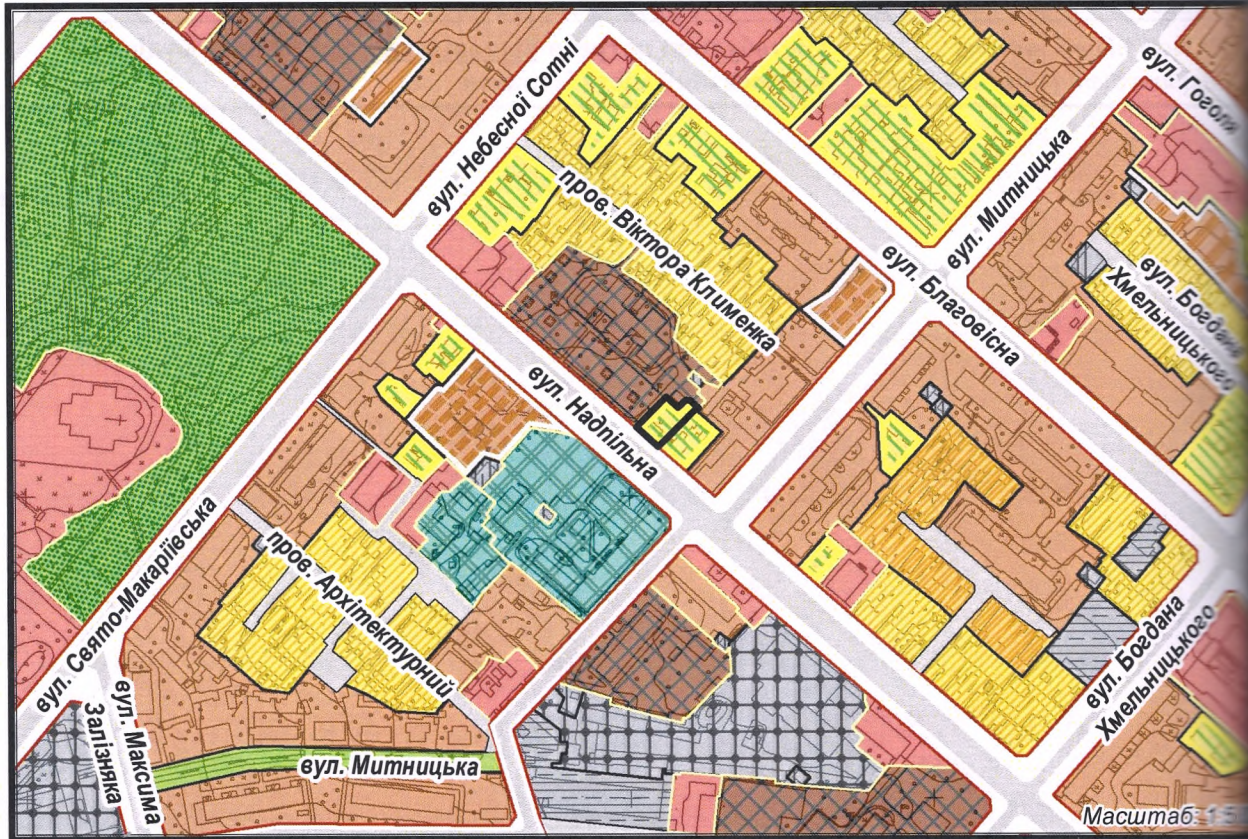 вул. Небесної Сотні
вул. Гоголя
вул. Митницька
пров. Віктора Клименка
вул. Благовісна
вул. Богдана
Хмельницького
вул. Надпільна
вул. Свято-Макаріївська
пров. Архітектурний
вул. Максима
Залізняка
вул. Митницька
вул. Богдана
Хмельницького
Масштаб: